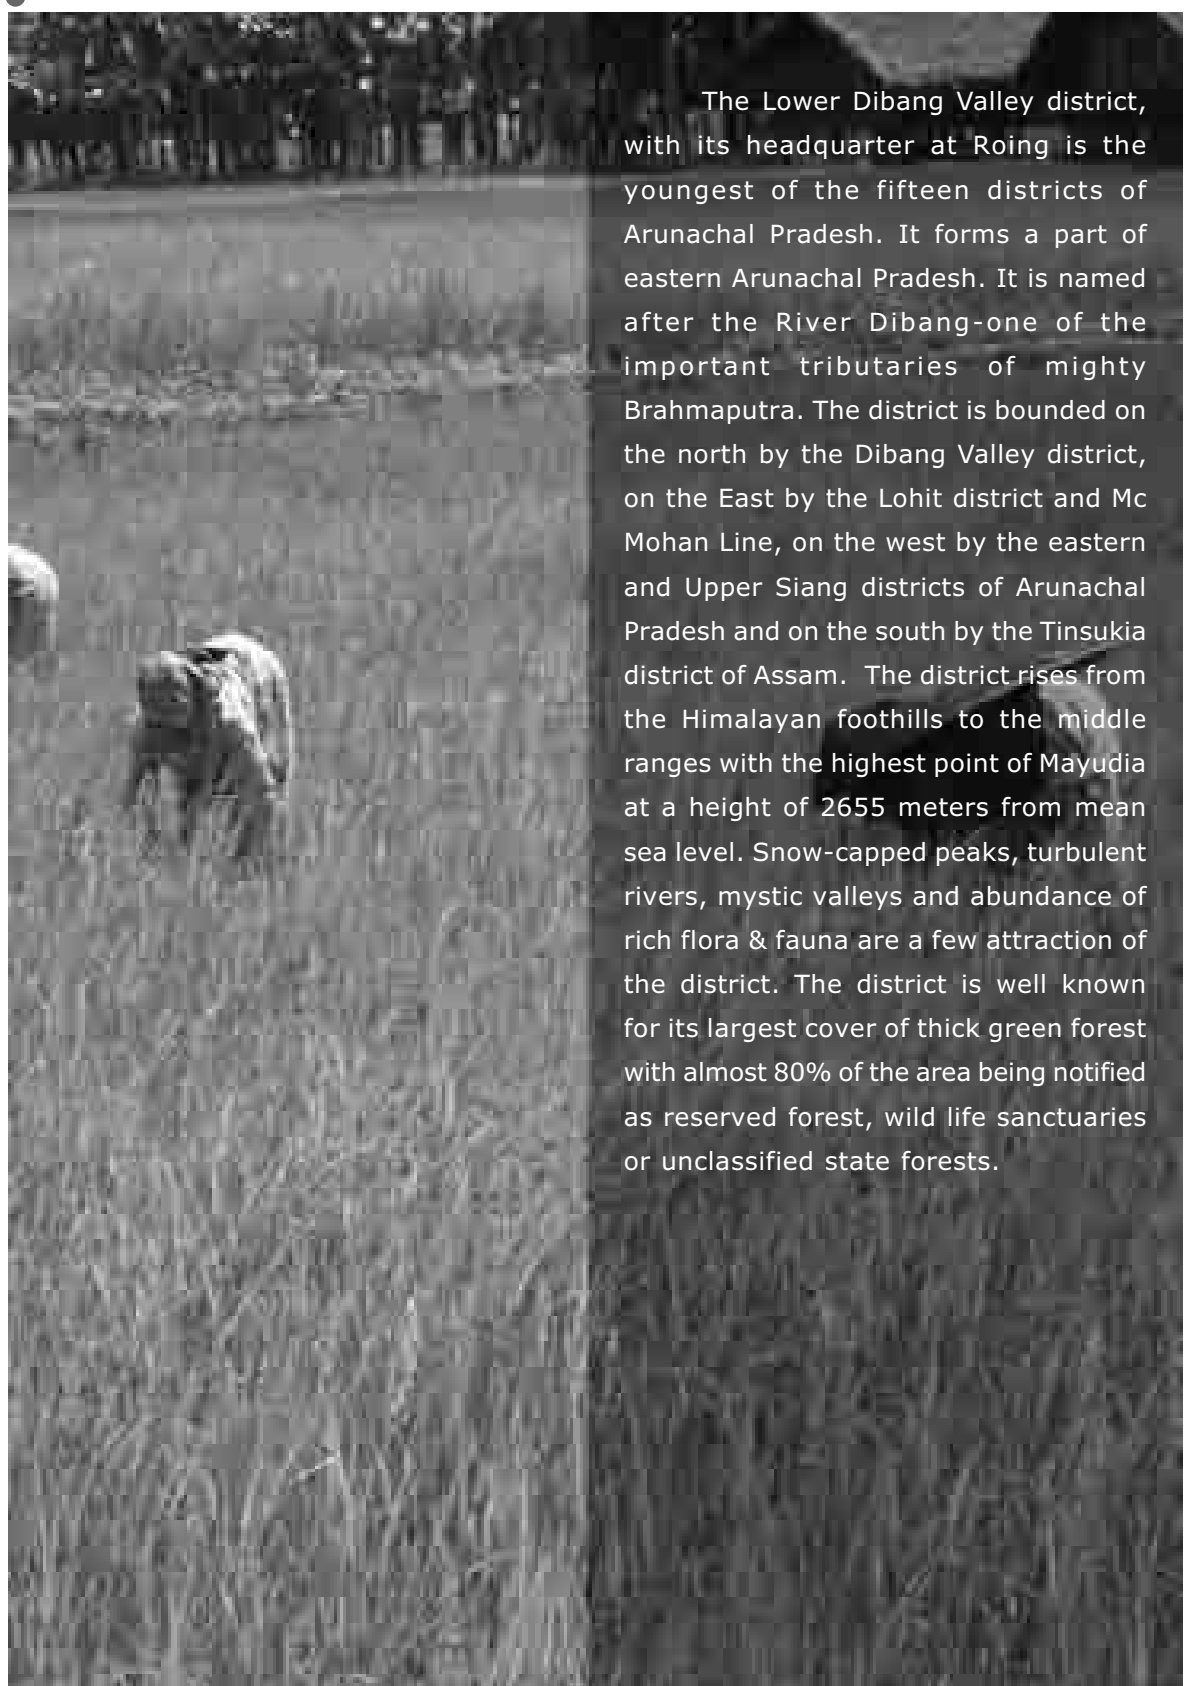 The Lower Dibang Valley district,
with its headquarter at Roing is the
youngest of the fifteen districts of
Arunachal Pradesh. It forms a part of
eastern Arunachal Pradesh. It is named
after the River Dibang-one of the
important tributaries of mighty
Brahmaputra. The district is bounded on
the north by the Dibang Valley district,
on the East by the Lohit district and Mc
Mohan Line, on the west by the eastern
and Upper Siang districts of Arunachal
Pradesh and on the south by the Tinsukia
district of Assam. The district rises from
the Himalayan foothills to the middle
ranges with the highest point of Mayudia
at a height of 2655 meters from mean
sea level. Snow-capped peaks, turbulent
rivers, mystic valleys and abundance of
rich flora & fauna are a few attraction of
the district. The district is well known
for its largest cover of thick green forest
with almost 80% of the area being notified
as reserved forest, wild life sanctuaries
or unclassified state forests.